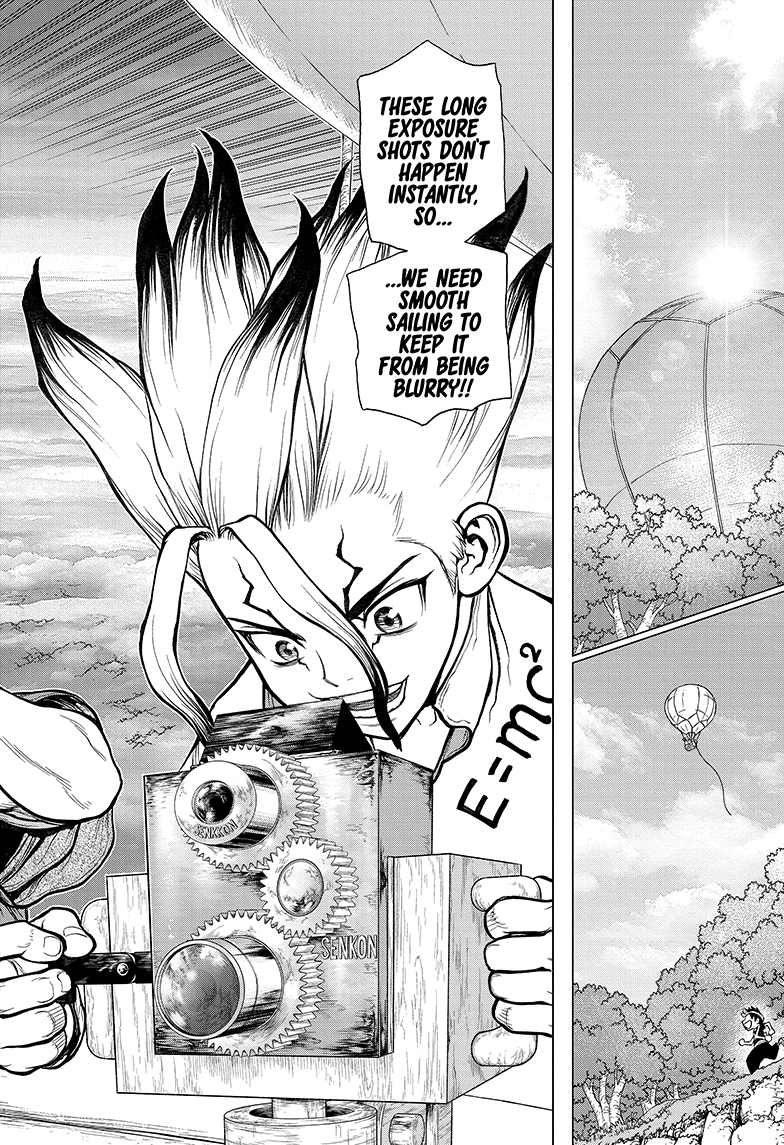 THESE LONG
EXPOSURE
SHOTS DON'T
HAPPEN
INSTANTLY,
SO...
...WE NEED
SMOOTH
SAILING TO
KEEP IT
FROM BEING
BLURRY!!
E=mc²
SENKON
SENKON